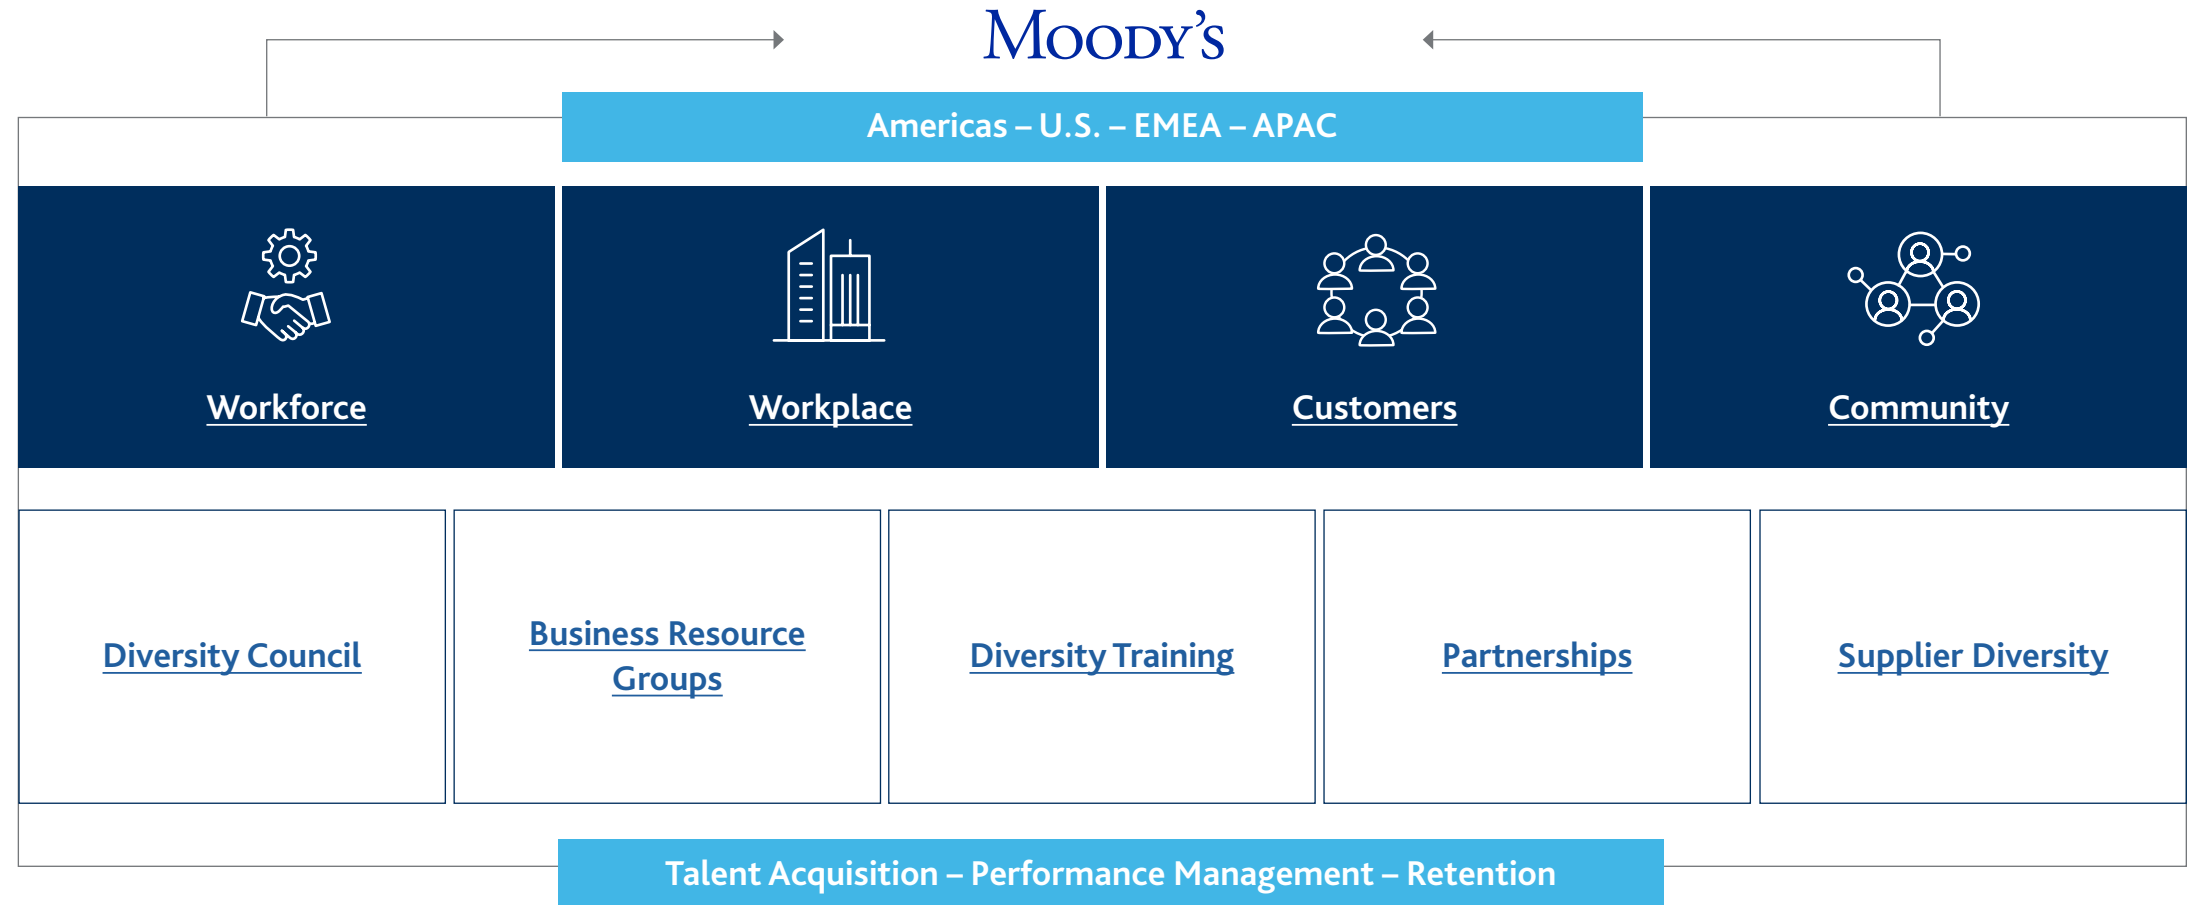 MOODY'S
Americas – U.S. – EMEA – APAC
Workforce
Workplace
Customers
Community
Diversity Council
Business Resource
Groups
Diversity Training
Partnerships
Supplier Diversity
Talent Acquisition – Performance Management – Retention